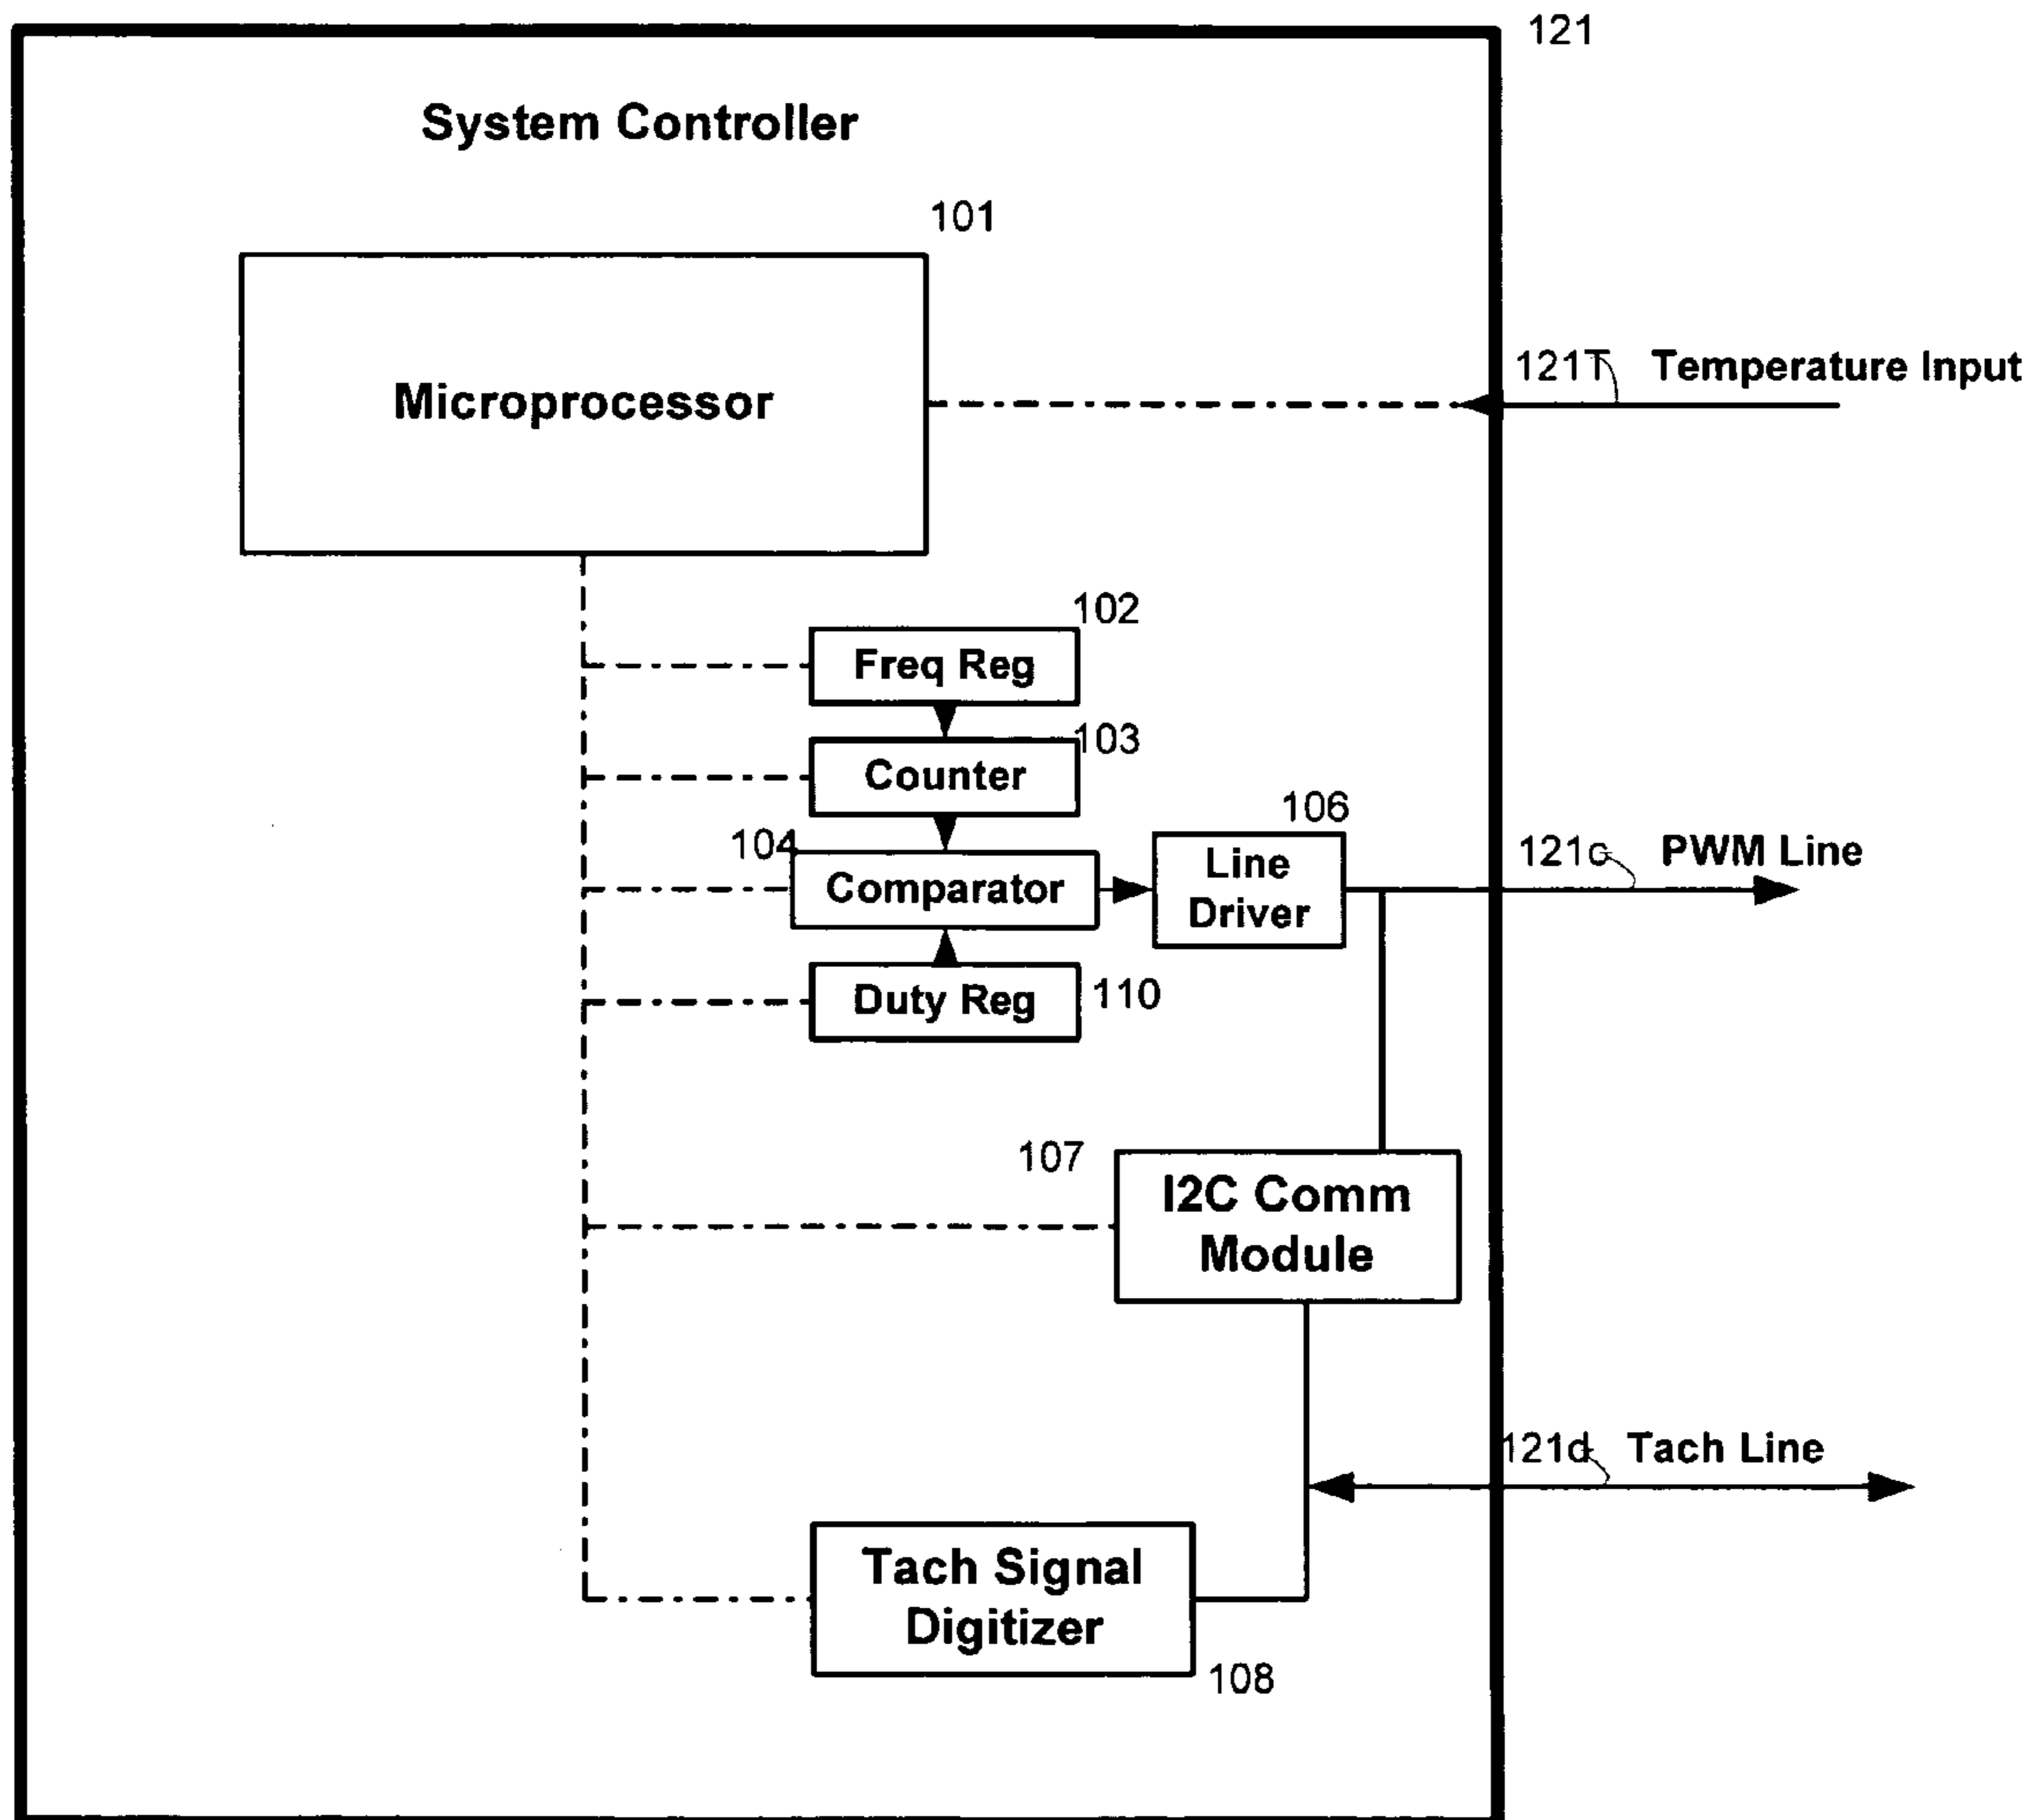 121
System Controller
101
Microprocessor
121T Temperature Input
102
Freq Reg
103
Counter
104
Comparator
106
Line
Driver
121c PWM Line
Duty Reg
110
107
I2C Comm
Module
121d Tach Line
Tach Signal
Digitizer
108